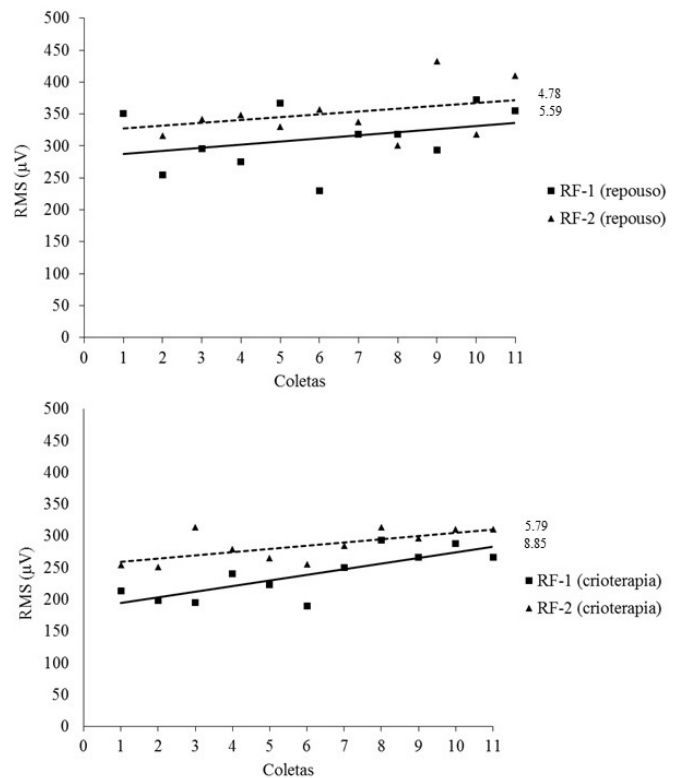 500
450
400
350
300
250
200
150
100
50
0
RMS (µV)
4.78
5.59
■ RF-1 (repouso)
▲ RF-2 (repouso)
0 1 2 3 4 5 6 7 8 9 10 11
Coletas
500
450
400
350
300
250
200
150
100
50
0
RMS (µV)
5.79
8.85
■ RF-1 (crioterapia)
▲ RF-2 (crioterapia)
0 1 2 3 4 5 6 7 8 9 10 11
Coletas